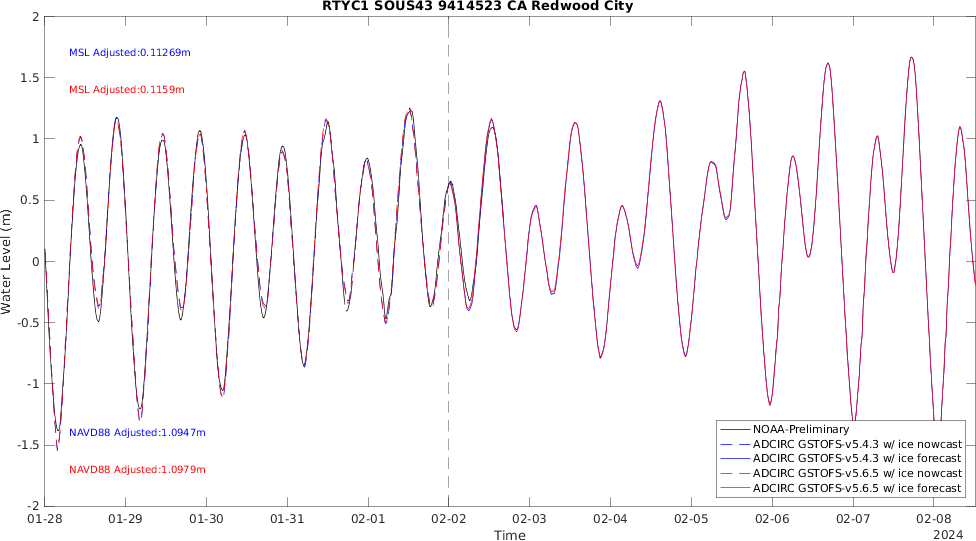 RTYC1 SOUS43 9414523 CA Redwood City
2
1.5
1
0.5
0
-0.5
-1
-1.5
-2
Water Level (m)
MSL Adjusted:0.11269m
MSL Adjusted:0.1159m
NAVD88 Adjusted:1.0947m
NAVD88 Adjusted:1.0979m
NOAA-Preliminary
ADCIRC GSTOFS-v5.4.3 w/ ice nowcast
ADCIRC GSTOFS-v5.4.3 w/ ice forecast
ADCIRC GSTOFS-v5.6.5 w/ ice nowcast
ADCIRC GSTOFS-v5.6.5 w/ ice forecast
01-28 01-29 01-30 01-31 02-01 02-02 02-03 02-04 02-05 02-06 02-07 02-08
Time
2024